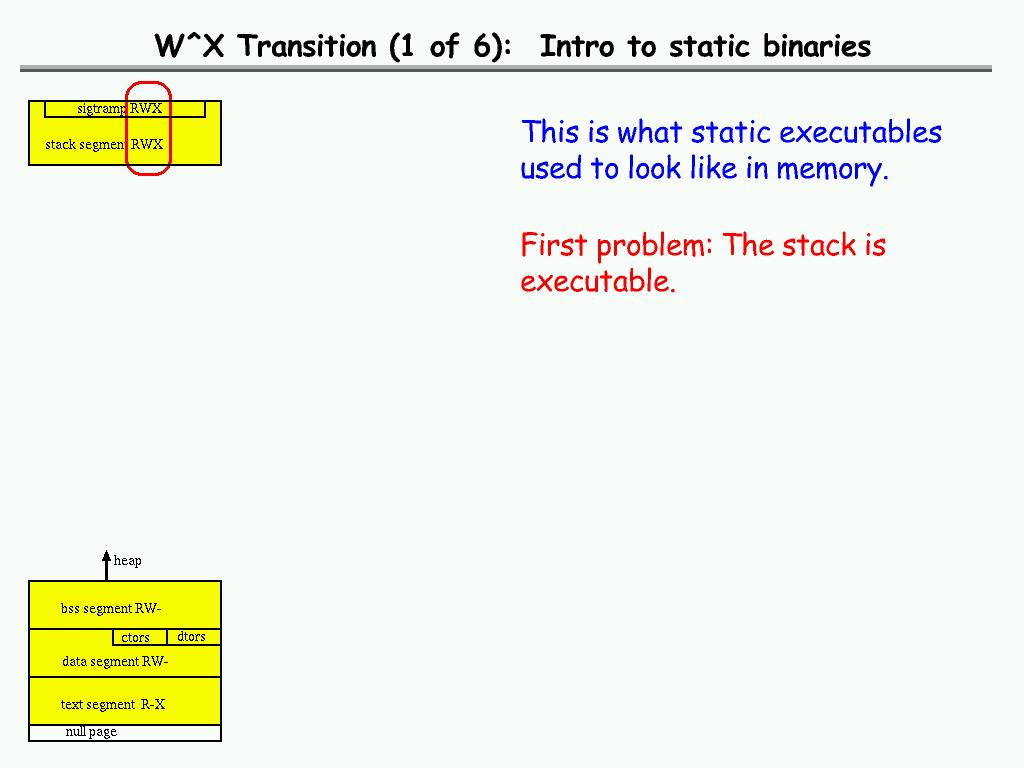 W^X Transition (1 of 6):  Intro to static binaries
sigtramp RWX
stack segment RWX
This is what static executables
used to look like in memory.
First problem: The stack is
executable.
heap
bss segment RW-
ctors
dtors
data segment RW-
text segment R-X
null page